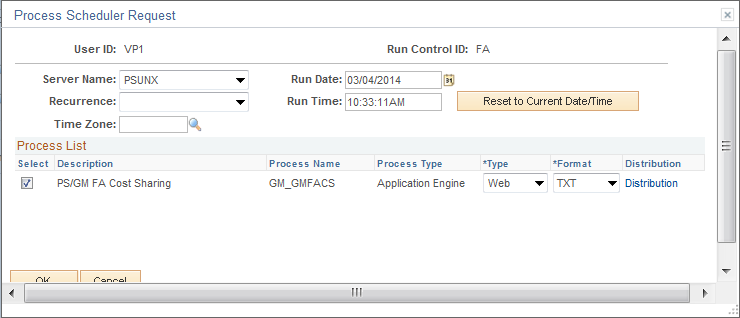 Process Scheduler Request
User ID: VP1 Run Control ID: FA
Server Name: PSUNX Run Date: 03/04/2014 31
Recurrence: Run Time: 10:33:11AM Reset to Current Date/Time
Time Zone:
Process List
Select Description Process Name Process Type *Type *Format Distribution
PS/GM FA Cost Sharing GM_GMFACS Application Engine Web TXT Distribution
OK Cancel